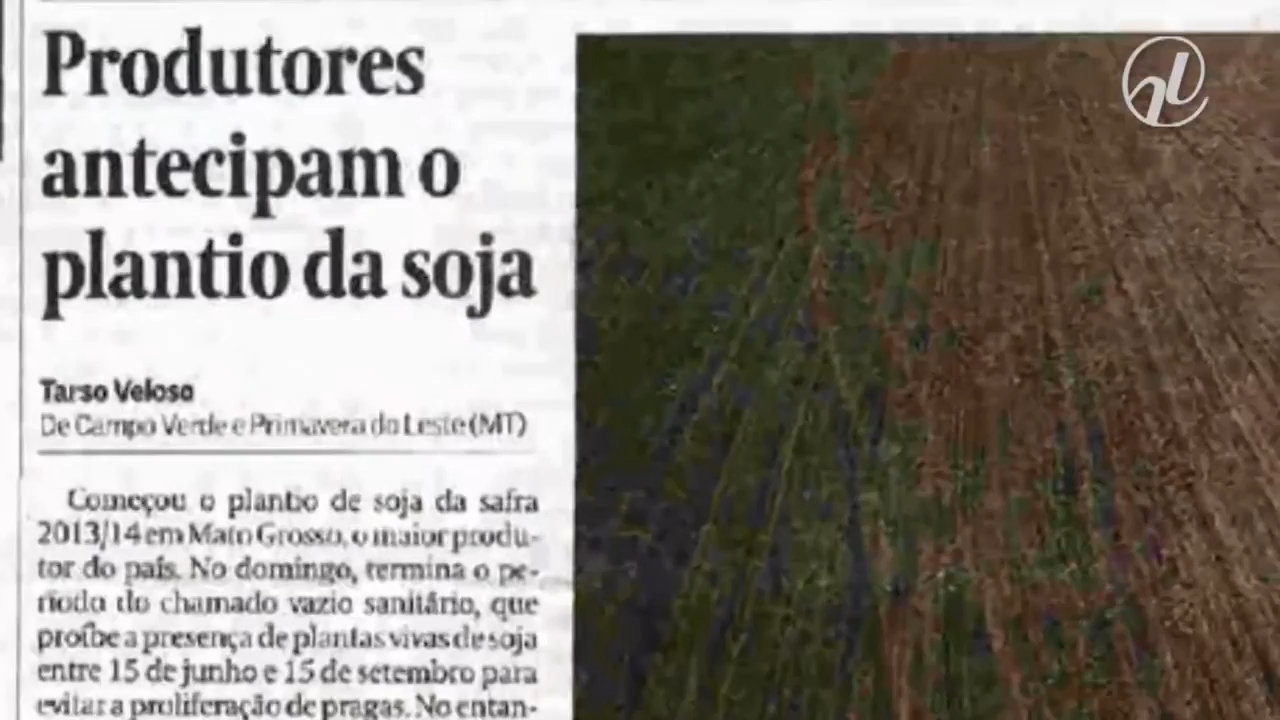 Produtores
antecipam o
plantio da soja
Tarso Veloso
De Campo Verde e Primavera do Leste (MT)
Começou o plantio de soja da safra
2013/14 em Mato Grosso, o maior produ-
tor do país. No domingo, termina o pe-
ríodo do chamado vazio sanitário, que
proíbe a presença de plantas vivas de soja
entre 15 de junho e 15 de setembro para
evitar a proliferação de pragas. No entan-